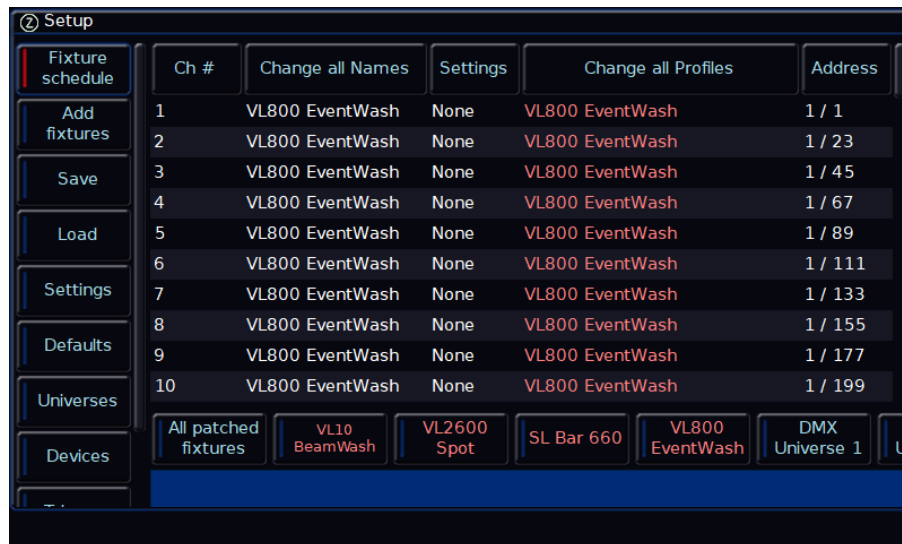 Z Setup
Fixture
schedule
Add
fixtures
Save
Load
Settings
Defaults
Universes
Devices
Ch # Change all Names Settings Change all Profiles Address
1 VL800 EventWash None VL800 EventWash 1 / 1
2 VL800 EventWash None VL800 EventWash 1 / 23
3 VL800 EventWash None VL800 EventWash 1 / 45
4 VL800 EventWash None VL800 EventWash 1 / 67
5 VL800 EventWash None VL800 EventWash 1 / 89
6 VL800 EventWash None VL800 EventWash 1 / 111
7 VL800 EventWash None VL800 EventWash 1 / 133
8 VL800 EventWash None VL800 EventWash 1 / 155
9 VL800 EventWash None VL800 EventWash 1 / 177
10 VL800 EventWash None VL800 EventWash 1 / 199
All patched
fixtures
VL10
BeamWash
VL2600
Spot
SL Bar 660
VL800
EventWash
DMX
Universe 1